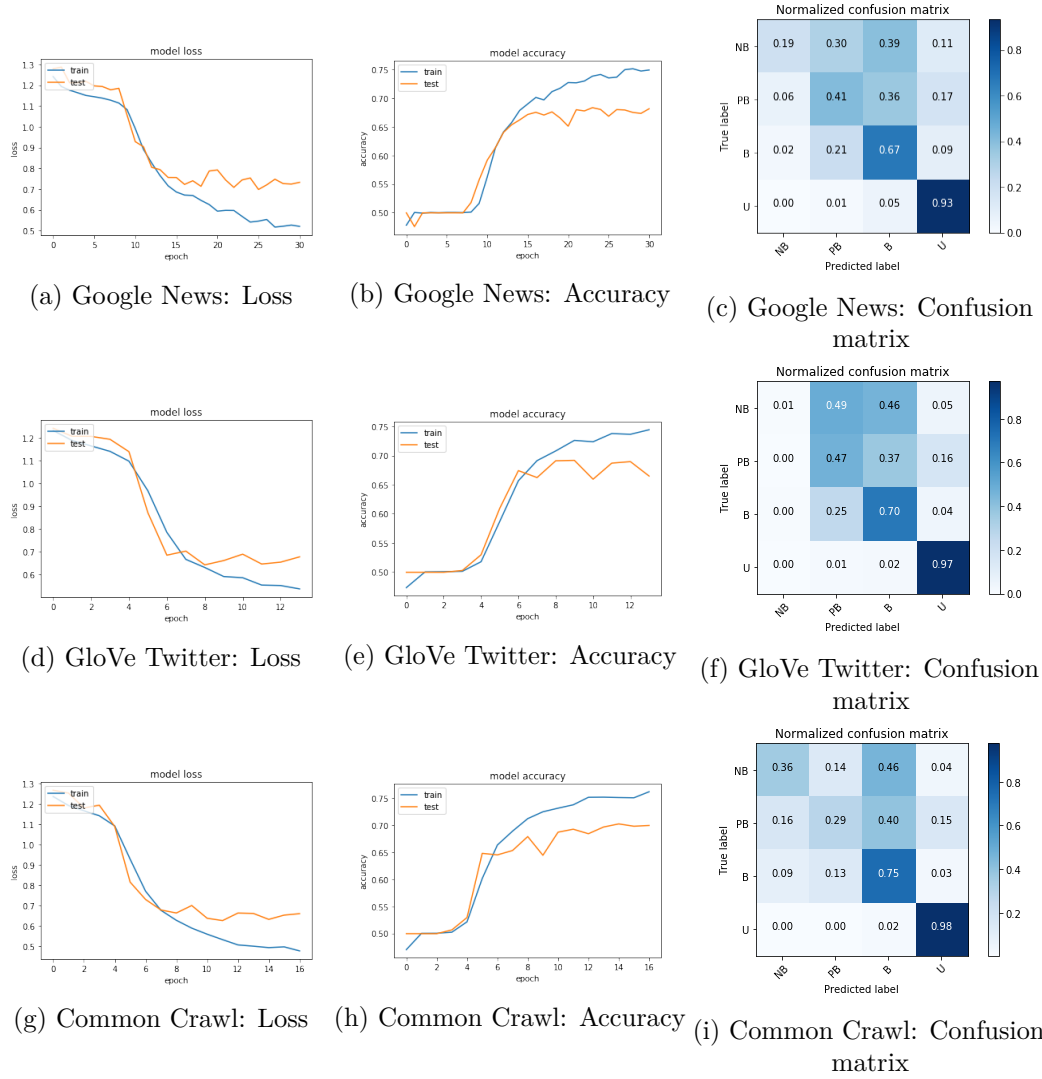 model loss
train
test
1.3
1.2
1.1
1.0
0.9
0.8
0.7
0.6
0.5
loss
0 5 10 15 20 25 30
epoch
(a) Google News: Loss
model accuracy
train
test
0.75
0.70
0.65
0.60
0.55
0.50
accuracy
0 5 10 15 20 25 30
epoch
(b) Google News: Accuracy
Normalized confusion matrix
True label
NB 0.19 0.30 0.39 0.11
PB 0.06 0.41 0.36 0.17
B 0.02 0.21 0.67 0.09
U 0.00 0.01 0.05 0.93
NB PB B U
Predicted label
0.8
0.6
0.4
0.2
0.0
(c) Google News: Confusion
matrix
model loss
train
test
1.2
1.1
1.0
0.9
0.8
0.7
0.6
loss
0 2 4 6 8 10 12
epoch
(d) GloVe Twitter: Loss
model accuracy
train
test
0.75
0.70
0.65
0.60
0.55
0.50
accuracy
0 2 4 6 8 10 12
epoch
(e) GloVe Twitter: Accuracy
Normalized confusion matrix
True label
NB 0.01 0.49 0.46 0.05
PB 0.00 0.47 0.37 0.16
B 0.00 0.25 0.70 0.04
U 0.00 0.01 0.02 0.97
NB PB B U
Predicted label
0.8
0.6
0.4
0.2
0.0
(f) GloVe Twitter: Confusion
matrix
model loss
train
test
1.3
1.2
1.1
1.0
0.9
0.8
0.7
0.6
0.5
loss
0 2 4 6 8 10 12 14 16
epoch
(g) Common Crawl: Loss
model accuracy
train
test
0.75
0.70
0.65
0.60
0.55
0.50
accuracy
0 2 4 6 8 10 12 14 16
epoch
(h) Common Crawl: Accuracy
Normalized confusion matrix
True label
NB 0.36 0.14 0.46 0.04
PB 0.16 0.29 0.40 0.15
B 0.09 0.13 0.75 0.03
U 0.00 0.00 0.02 0.98
NB PB B U
Predicted label
0.8
0.6
0.4
0.2
(i) Common Crawl: Confusion
matrix